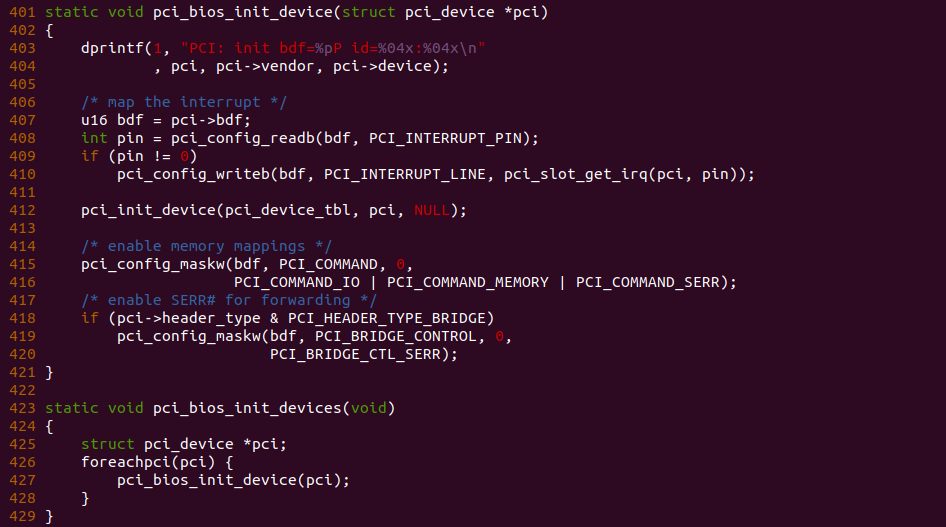 401 static void pci_bios_init_device(struct pci_device *pci)
402 {
403     dprintf(1, "PCI: init bdf=%pP id=%04x:%04x\n"
404             , pci, pci->vendor, pci->device);
405
406     /* map the interrupt */
407     u16 bdf = pci->bdf;
408     int pin = pci_config_readb(bdf, PCI_INTERRUPT_PIN);
409     if (pin != 0)
410         pci_config_writeb(bdf, PCI_INTERRUPT_LINE, pci_slot_get_irq(pci, pin));
411
412     pci_init_device(pci_device_tbl, pci, NULL);
413
414     /* enable memory mappings */
415     pci_config_maskw(bdf, PCI_COMMAND, 0,
416                      PCI_COMMAND_IO | PCI_COMMAND_MEMORY | PCI_COMMAND_SERR);
417     /* enable SERR# for forwarding */
418     if (pci->header_type & PCI_HEADER_TYPE_BRIDGE)
419         pci_config_maskw(bdf, PCI_BRIDGE_CONTROL, 0,
420                          PCI_BRIDGE_CTL_SERR);
421 }
422
423 static void pci_bios_init_devices(void)
424 {
425     struct pci_device *pci;
426     foreachpci(pci) {
427         pci_bios_init_device(pci);
428     }
429 }